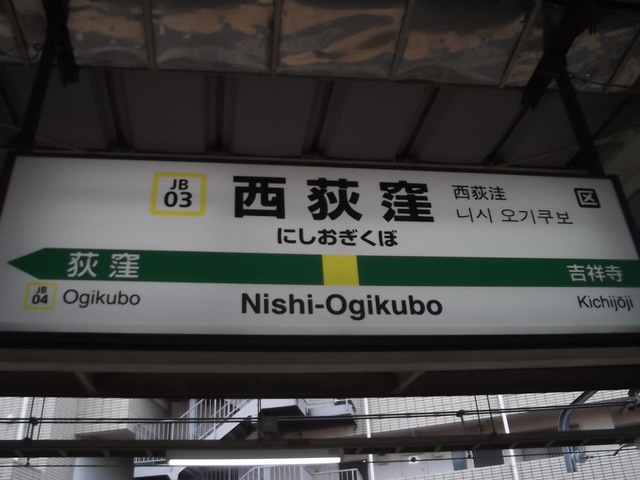 JB
03
西荻窪
にしおぎくぼ
西荻洼
니시 오기쿠보
区
荻窪
吉祥寺
JB
04
Ogikubo
Nishi-Ogikubo
Kichijōji